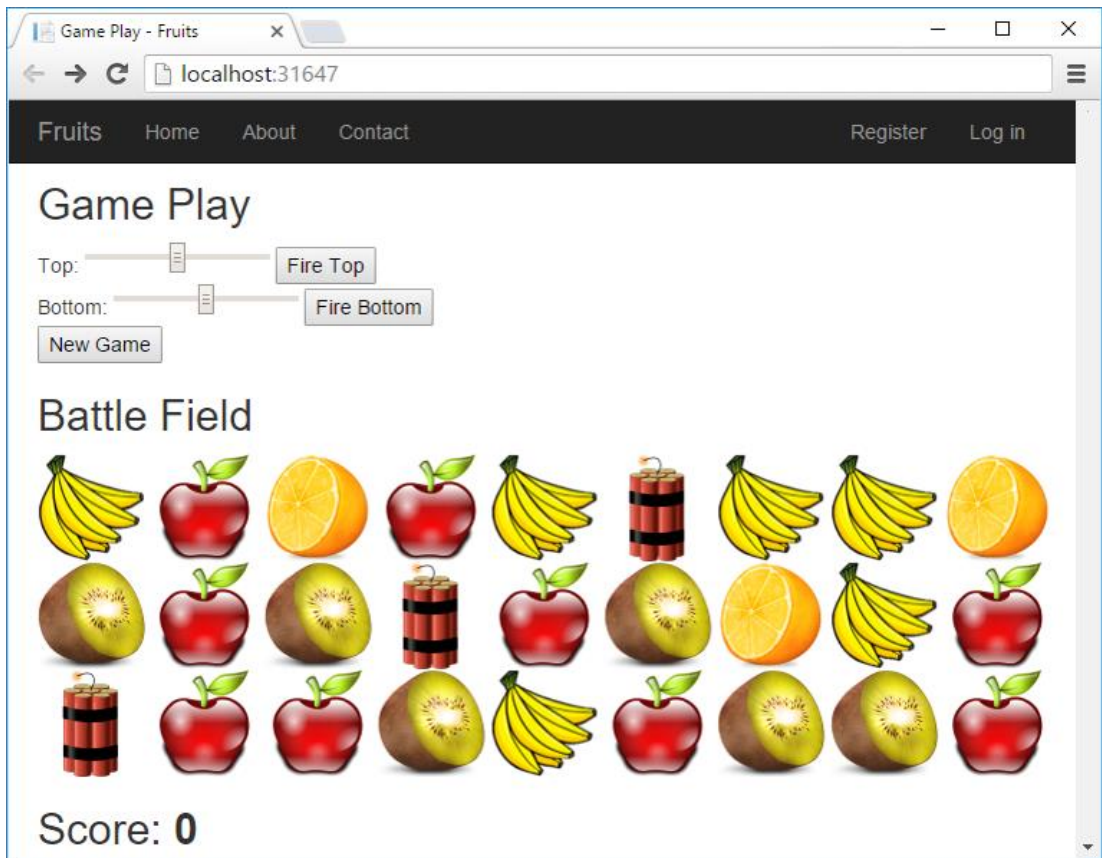 Game Play - Fruits
localhost:31647
Fruits Home About Contact Register Log in
Game Play
Top: Fire Top
Bottom: Fire Bottom
New Game
Battle Field
Score: 0